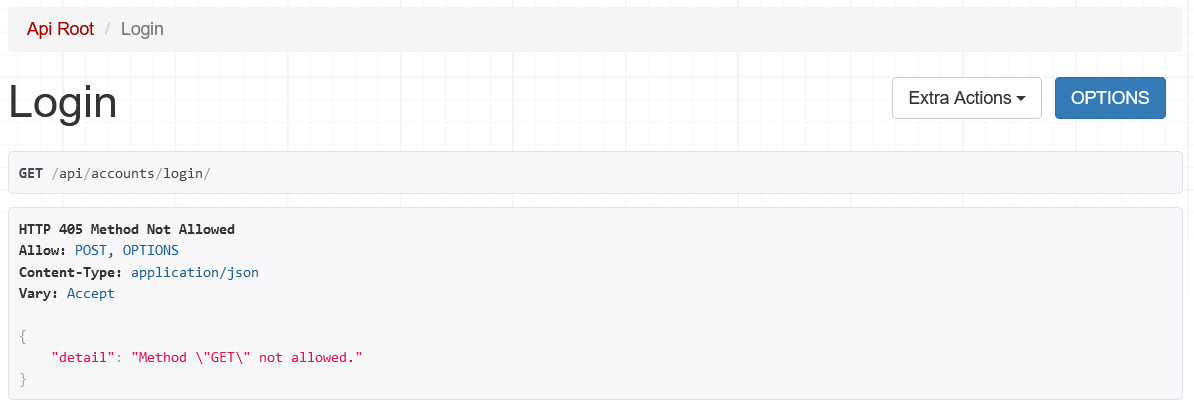 Api Root / Login
Login
Extra Actions
OPTIONS
GET /api/accounts/login/
HTTP 405 Method Not Allowed
Allow: POST, OPTIONS
Content-Type: application/json
Vary: Accept
{
    "detail": "Method \"GET\" not allowed."
}